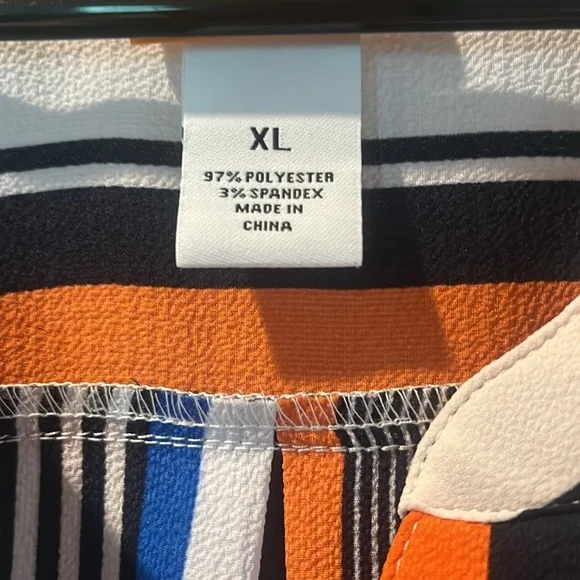 XL
97% POLYESTER
3% SPANDEX
MADE IN
CHINA